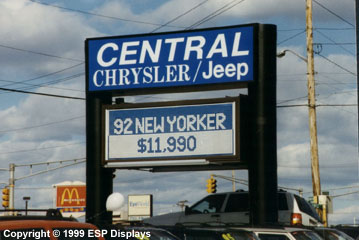 CENTRAL
CHRYSLER/Jeep
92 NEW YORKER
$11,990
Copyright © 1999 ESP Displays